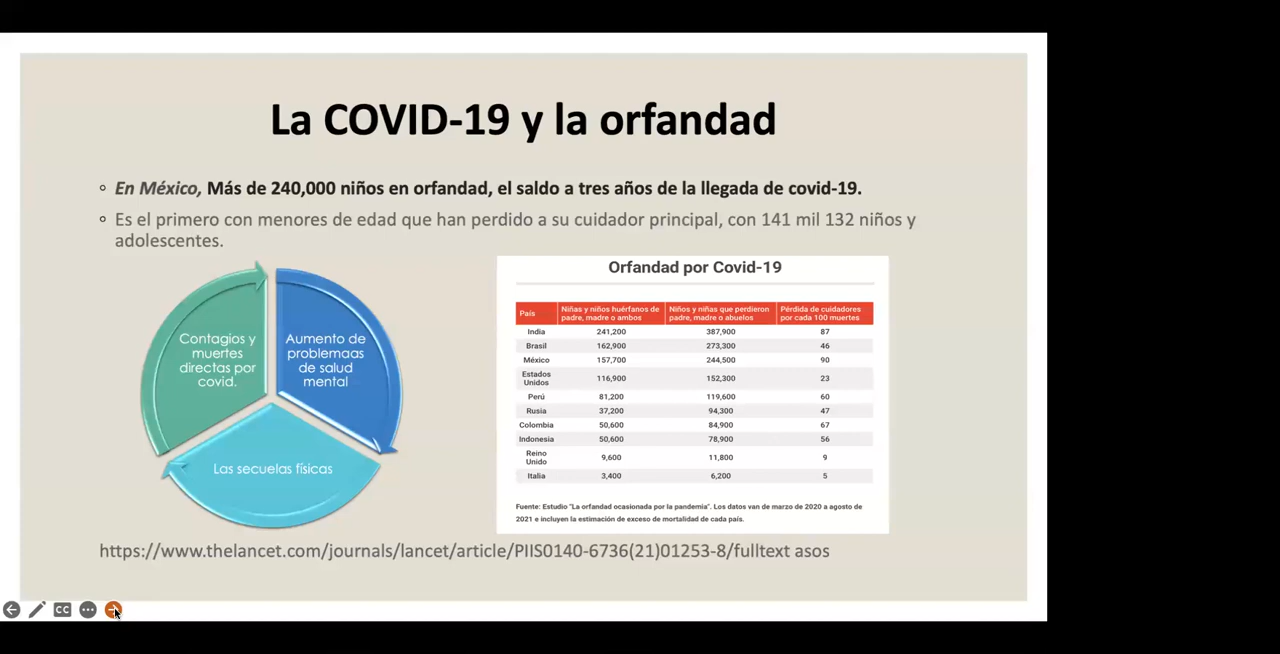 La COVID-19 y la orfandad
En México, Más de 240,000 niños en orfandad, el saldo a tres años de la llegada de covid-19.
Es el primero con menores de edad que han perdido a su cuidador principal, con 141 mil 132 niños y
adolescentes.
Contagios y
muertes
directas por
covid.
Aumento de
problemaas
de salud
mental
Las secuelas físicas
Orfandad por Covid-19
País
Niñas y niños huérfanos de
padre, madre o ambos
Niños y niñas que perdieron
padre, madre o abuelos
Pérdida de cuidadores
por cada 100 muertes
India 241,200 387,900 87
Brasil 162,900 273,300 46
México 157,700 244,500 90
Estados
Unidos 116,900 152,300 23
Perú 81,200 119,600 60
Rusia 37,200 94,300 47
Colombia 50,600 84,900 67
Indonesia 50,600 78,900 56
Reino
Unido 9,600 11,800 9
Italia 3,400 6,200 5
Fuente: Estudio "La orfandad ocasionada por la pandemia". Los datos van de marzo de 2020 a agosto de
2021 e incluyen la estimación de exceso de mortalidad de cada país.
https://www.thelancet.com/journals/lancet/article/PIIS0140-6736(21)01253-8/fulltext asos
CC